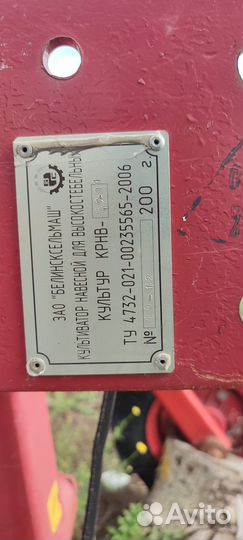 ЗАО "БЕЛИНСКСЕЛЬМАШ"
КУЛЬТИВАТОР НАВЕСНОЙ ДЛЯ ВЫСОКОСТЕБЕЛЬНЫХ
КУЛЬТУР КРНВ-
ТУ 4732-021-00235565-2006
№ 200 г.
Avito